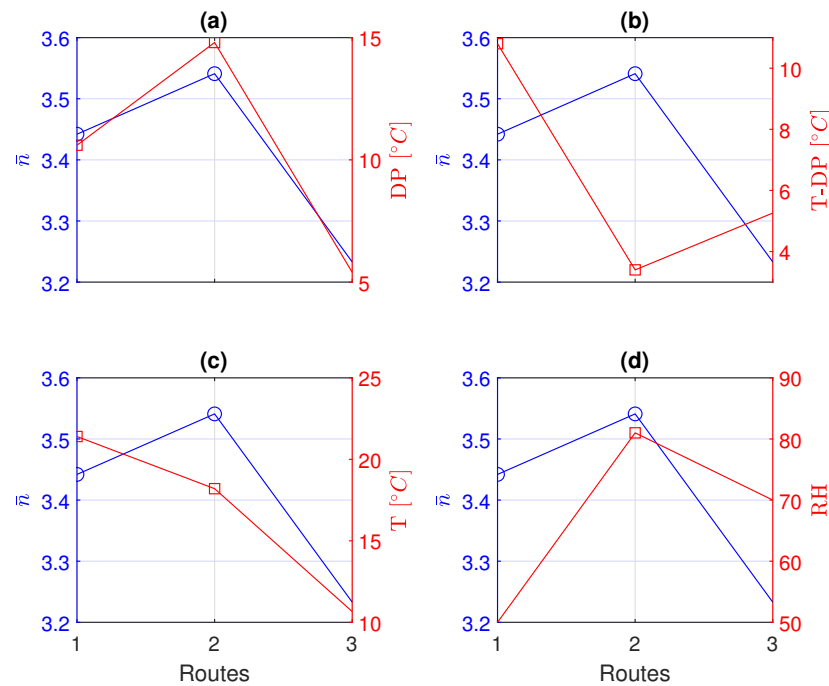 (a)
3.6
3.5
3.4
3.3
3.2
n̄
15
10
5
DP [°C]
(b)
3.6
3.5
3.4
3.3
3.2
n̄
10
8
6
4
T-DP [°C]
(c)
3.6
3.5
3.4
3.3
3.2
n̄
25
20
15
10
T [°C]
1 2 3
Routes
(d)
3.6
3.5
3.4
3.3
3.2
n̄
90
80
70
60
50
RH
1 2 3
Routes